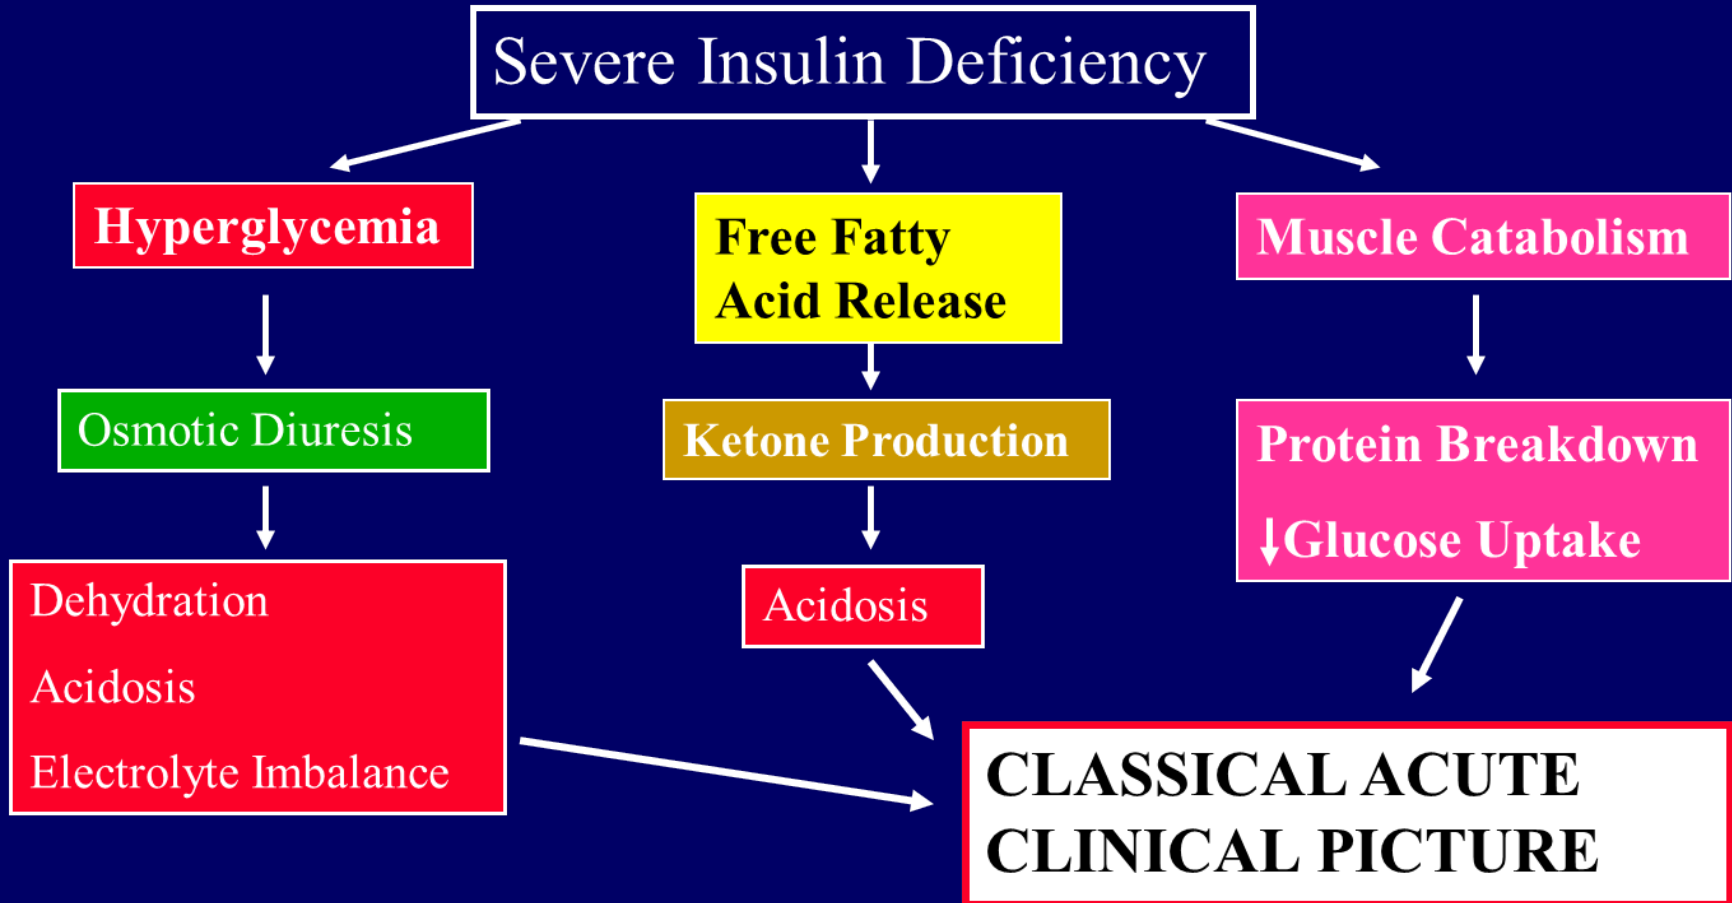 Severe Insulin Deficiency
Hyperglycemia
Free Fatty
Acid Release
Muscle Catabolism
Osmotic Diuresis
Ketone Production
Protein Breakdown
↓Glucose Uptake
Dehydration
Acidosis
Electrolyte Imbalance
Acidosis
CLASSICAL ACUTE
CLINICAL PICTURE